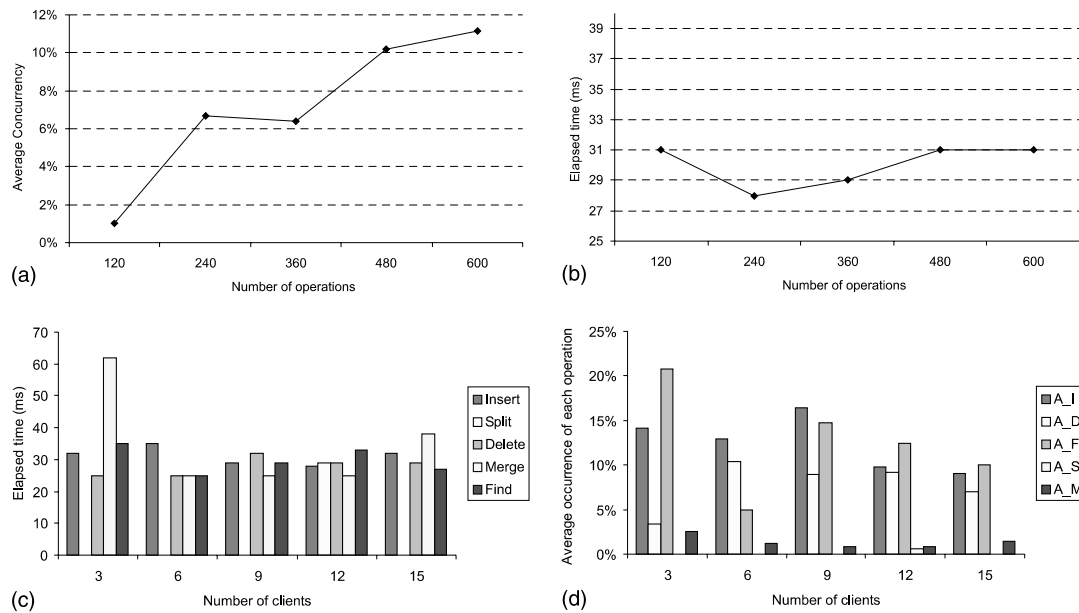 12%
10%
8%
6%
4%
2%
0%
Average Concurrency
120 240 360 480 600
Number of operations
(a)
39
37
35
33
31
29
27
25
Elapsed time (ms)
120 240 360 480 600
Number of operations
(b)
70
60
50
40
30
20
10
0
Elapsed time (ms)
3 6 9 12 15
Number of clients
Insert
Split
Delete
Merge
Find
(c)
25%
20%
15%
10%
5%
0%
Average occurrence of each operation
3 6 9 12 15
Number of clients
A_I
A_D
A_F
A_S
A_M
(d)